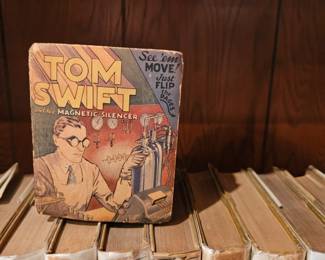 TOM
SWIFT
AND HIS MAGNETIC SILENCER
See 'em
MOVE!
Just
FLIP
the
PAGES